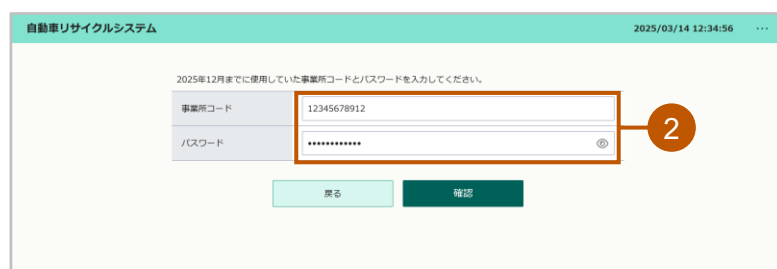 自動車リサイクルシステム
2025/03/14 12:34:56 ...
2025年12月までに使用していた事業所コードとパスワードを入力してください。
事業所コード 12345678912
パスワード ••••••••••••
2
戻る 確認